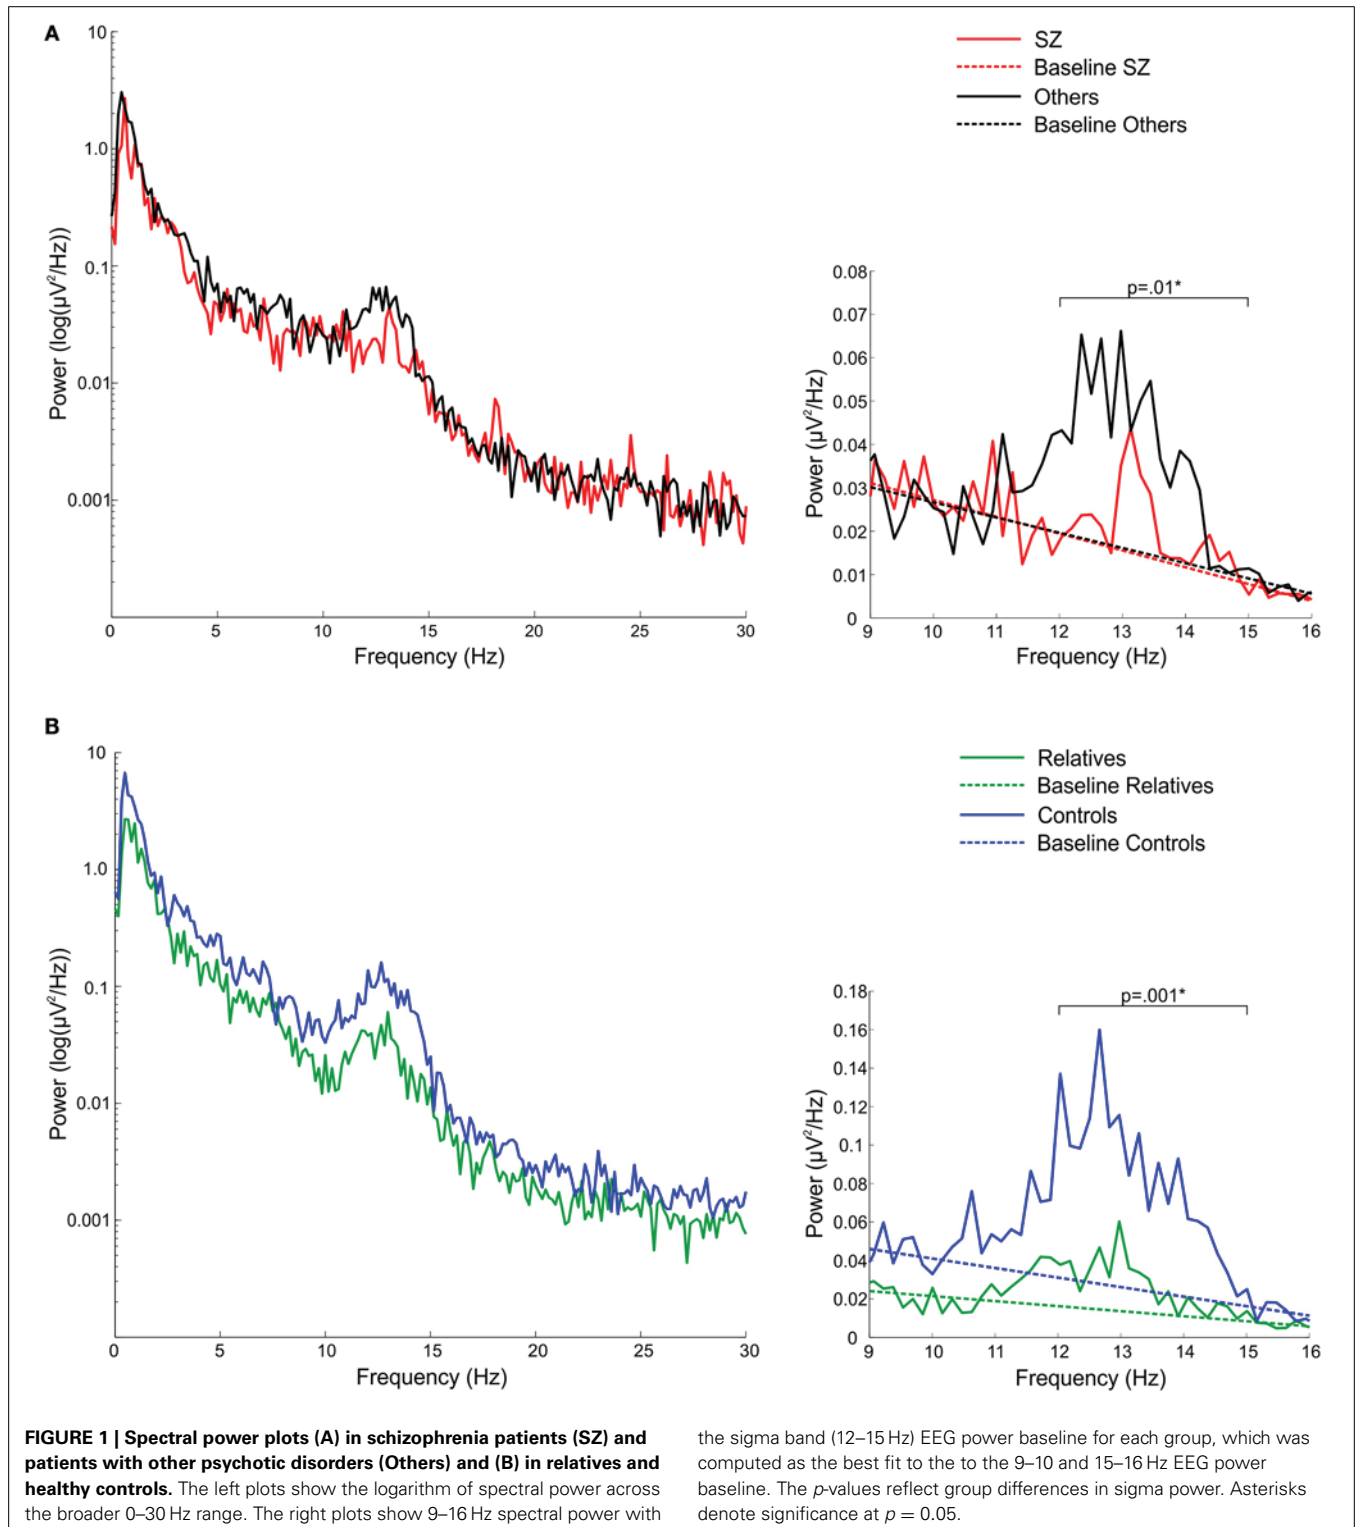 A
10
1.0
0.1
0.01
0.001
0
5
10
15
20
25
30
Power (log(µV²/Hz))
Frequency (Hz)
SZ
Baseline SZ
Others
Baseline Others
0.08
0.07
0.06
0.05
0.04
0.03
0.02
0.01
0
9
10
11
12
13
14
15
16
p=.01*
Power (µV²/Hz)
Frequency (Hz)
B
10
1.0
0.1
0.01
0.001
0
5
10
15
20
25
30
Power (log(µV²/Hz))
Frequency (Hz)
Relatives
Baseline Relatives
Controls
Baseline Controls
0.18
0.16
0.14
0.12
0.1
0.08
0.06
0.04
0.02
0
9
10
11
12
13
14
15
16
p=.001*
Power (µV²/Hz)
Frequency (Hz)
FIGURE 1 | Spectral power plots (A) in schizophrenia patients (SZ) and
patients with other psychotic disorders (Others) and (B) in relatives and
healthy controls. The left plots show the logarithm of spectral power across
the broader 0–30 Hz range. The right plots show 9–16 Hz spectral power with
the sigma band (12–15 Hz) EEG power baseline for each group, which was
computed as the best fit to the to the 9–10 and 15–16 Hz EEG power
baseline. The p-values reflect group differences in sigma power. Asterisks
denote significance at p = 0.05.